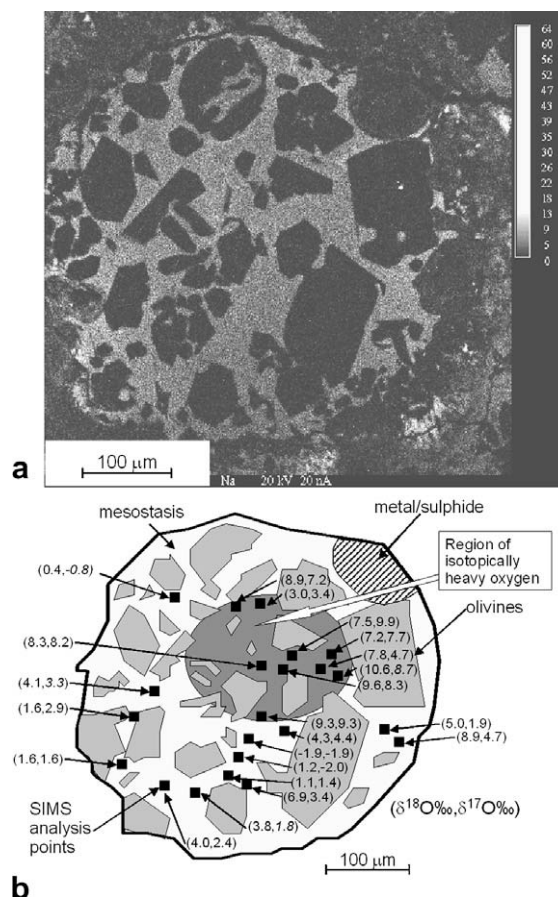 64
60
56
52
47
43
39
35
30
26
22
18
13
9
5
0
100 μm
Na 20 kV 20 nA
a
mesostasis
metal/sulphide
Region of
isotopically
heavy oxygen
olivines
(0.4,-0.8)
(8.9,7.2)
(3.0,3.4)
(7.5,9.9)
(7.2,7.7)
(8.3,8.2)
(7.8,4.7)
(10.6,8.7)
(9.6,8.3)
(4.1,3.3)
(1.6,2.9)
(9.3,9.3)
(4.3,4.4)
(5.0,1.9)
(-1.9,-1.9)
(8.9,4.7)
(1.6,1.6)
(1.2,-2.0)
(1.1,1.4)
(6.9,3.4)
(δ18O‰,δ17O‰)
SIMS
analysis
points
(3.8,1.8)
(4.0,2.4)
100 μm
b